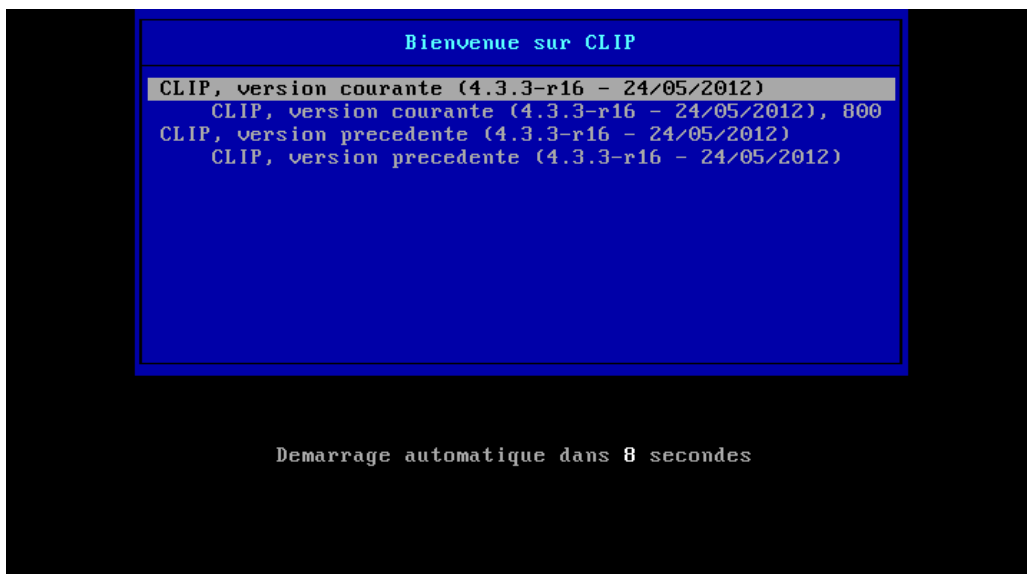 Bienvenue sur CLIP
CLIP, version courante (4.3.3-r16 - 24/05/2012)
CLIP, version courante (4.3.3-r16 - 24/05/2012), 800
CLIP, version precedente (4.3.3-r16 - 24/05/2012)
CLIP, version precedente (4.3.3-r16 - 24/05/2012)
Demarrage automatique dans 8 secondes